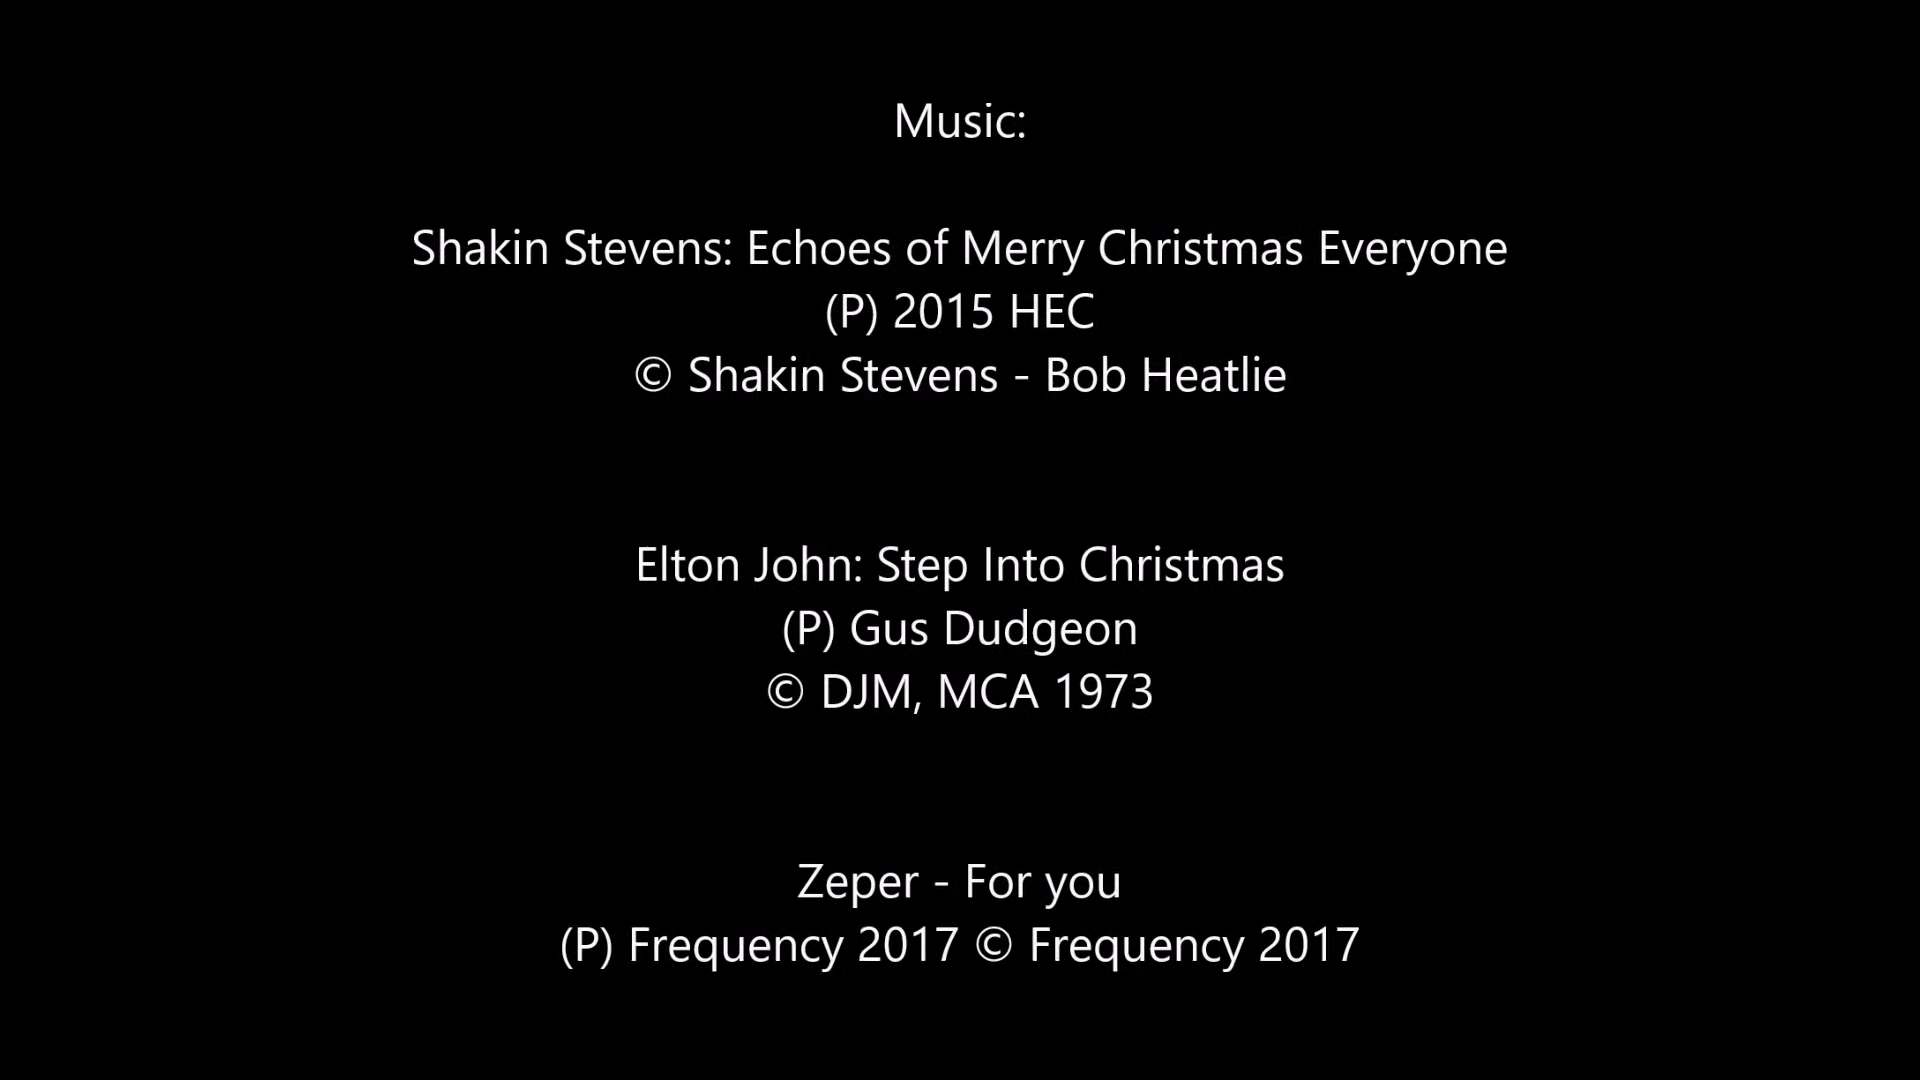 Music:
Shakin Stevens: Echoes of Merry Christmas Everyone
(P) 2015 HEC
© Shakin Stevens - Bob Heatlie
Elton John: Step Into Christmas
(P) Gus Dudgeon
© DJM, MCA 1973
Zeper - For you
(P) Frequency 2017 © Frequency 2017